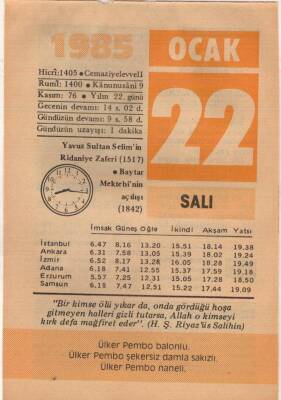 1985
OCAK
22
SALI
Hicrî:1405 • Cemaziyelevvel1
Rumî: 1400 • Kânunusani 9
Kasım: 76 • Yılın 22. günü
Gecenin devamı: 14 s. 02 d.
Gündüzün devamı: 9 s. 58 d.
Gündüzün uzayışı: 1 dakika
Yavuz Sultan Selim'in
Ridaniye Zaferi (1517)
• Baytar
Mektebi'nin
açılışı
(1842)
İmsak Güneş Öğle İkindi Akşam Yatsı
İstanbul 6.47 8,16 13.20 15.51 18.14 19.38
Ankara 6.31 7.58 13.05 15.39 18.02 19.24
İzmir 6.52 8.17 13.28 16.05 18.28 19.49
Adana 6.18 7.41 12.55 15.37 17.59 19.18
Erzurum 5.57 7.25 12.31 15.05 17.28 18.50
Samsun 6.18 7.47 12.51 15.22 17.44 19.09
"Bir kimse ölü yıkar da, onda gördüğü hoşa
gitmeyen halleri gizli tutarsa, Allah o kimseyi
kırk defa mağfiret eder". (H. Ş. Riyaz'üs Salihin)
Ülker Pembo balonlu.
Ülker Pembo şekersiz damla sakızlı.
Ülker Pembo naneli.